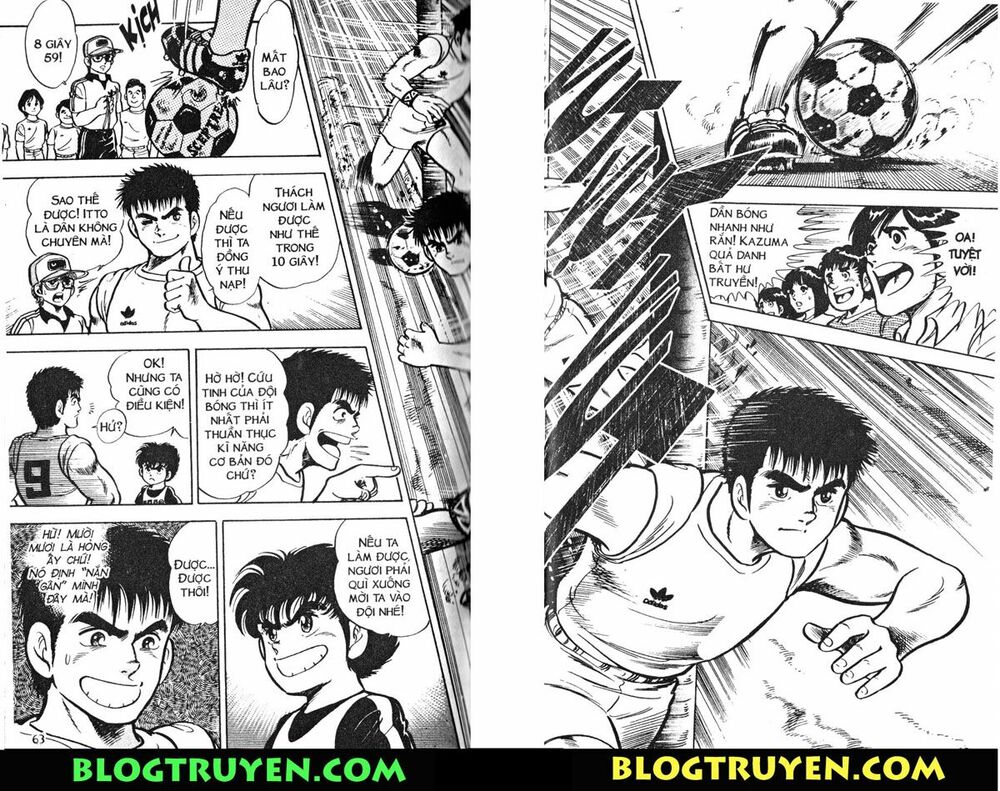 OA!
TUYỆT
VỜI!
DẪN BÓNG
NHANH NHƯ
RẮN! KAZUMA
QUẢ DANH
BẤT HƯ
TRUYỀN!
adidas
KỊCH
MẤT
BAO
LÂU?
8 GIÂY
59!
THÁCH
NGƯƠI LÀM
ĐƯỢC
NHƯ THẾ
TRONG
10 GIÂY!
NẾU
ĐƯỢC
THÌ TA
ĐỒNG
Ý THU
NẠP!
SAO THẾ
ĐƯỢC! ITTO
LÀ DÂN KHÔNG
CHUYÊN MÀ!
adidas
HỜ HỜ! CỨU
TINH CỦA ĐỘI
BÓNG THÌ ÍT
NHẤT PHẢI
THUẦN THỤC
KĨ NĂNG
CƠ BẢN ĐÓ
CHỨ?
OK!
NHƯNG TA
CŨNG CÓ
ĐIỀU KIỆN!
HỨ?
9
NẾU TA
LÀM ĐƯỢC,
NGƯƠI PHẢI
QUÌ XUỐNG
MỜI TA VÀO
ĐỘI NHÉ!
ĐƯỢC...
ĐƯỢC
THÔI!
HỪ! MƯỜI
MƯƠI LÀ HỎNG
ẤY CHỨ!
NÓ ĐỊNH "NẮN
GÂN" MÌNH
ĐÂY MÀ!
63
BLOGTRUYEN.COM
BLOGTRUYEN.COM